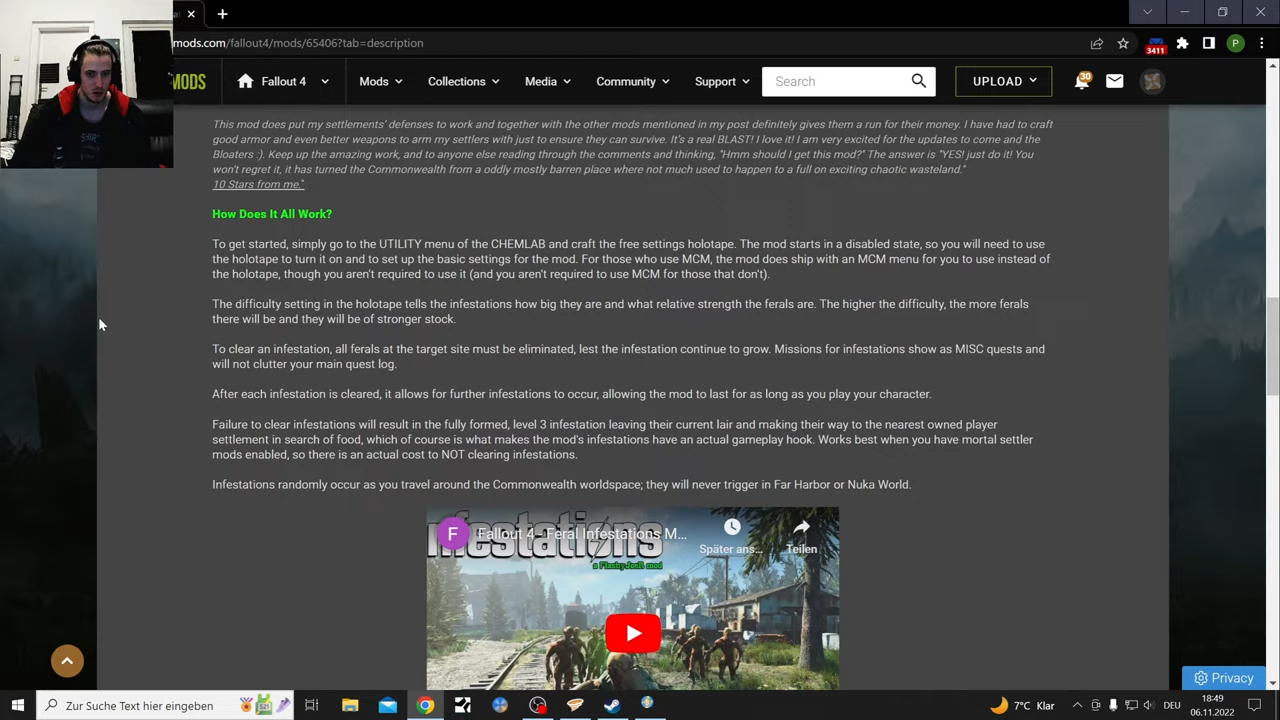 mods.com/fallout4/mods/65406?tab=description
3411
P
MODS
Fallout 4
Mods
Collections
Media
Community
Support
Search
UPLOAD
30
This mod does put my settlements' defenses to work and together with the other mods mentioned in my post definitely gives them a run for their money. I have had to craft
good armor and even better weapons to arm my settlers with just to ensure they can survive. It's a real BLAST! I love it! I am very excited for the updates to come and the
Bloaters :). Keep up the amazing work, and to anyone else reading through the comments and thinking, "Hmm should I get this mod?" The answer is "YES! just do it! You
won't regret it, it has turned the Commonwealth from a oddly mostly barren place where not much used to happen to a full on exciting chaotic wasteland."
10 Stars from me."
How Does It All Work?
To get started, simply go to the UTILITY menu of the CHEMLAB and craft the free settings holotape. The mod starts in a disabled state, so you will need to use
the holotape to turn it on and to set up the basic settings for the mod. For those who use MCM, the mod does ship with an MCM menu for you to use instead of
the holotape, though you aren't required to use it (and you aren't required to use MCM for those that don't).
The difficulty setting in the holotape tells the infestations how big they are and what relative strength the ferals are. The higher the difficulty, the more ferals
there will be and they will be of stronger stock.
To clear an infestation, all ferals at the target site must be eliminated, lest the infestation continue to grow. Missions for infestations show as MISC quests and
will not clutter your main quest log.
After each infestation is cleared, it allows for further infestations to occur, allowing the mod to last for as long as you play your character.
Failure to clear infestations will result in the fully formed, level 3 infestation leaving their current lair and making their way to the nearest owned player
settlement in search of food, which of course is what makes the mod's infestations have an actual gameplay hook. Works best when you have mortal settler
mods enabled, so there is an actual cost to NOT clearing infestations.
Infestations randomly occur as you travel around the Commonwealth worldspace; they will never trigger in Far Harbor or Nuka World.
F
Fallout 4 - Feral Infestations M...
Später ans...
Teilen
nfestations
a FlashyJoeR mod
Privacy
Zur Suche Text hier eingeben
7°C Klar
DEU
18:49
06.11.2022